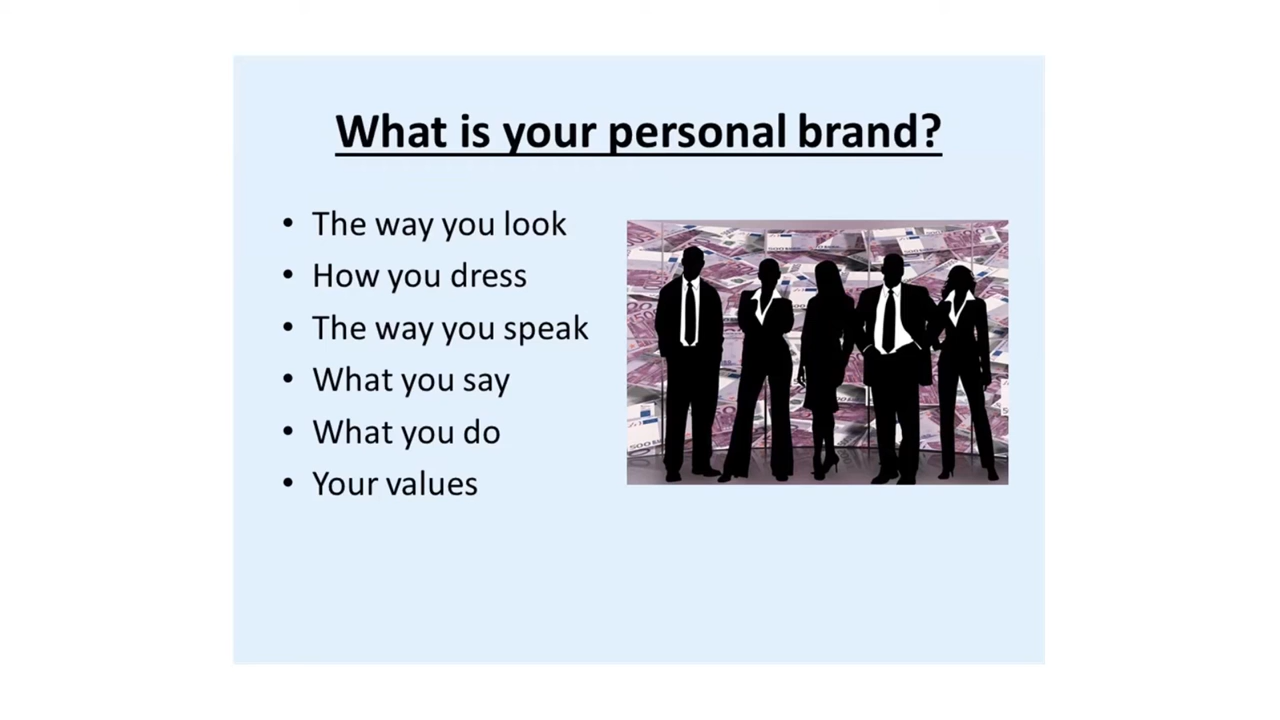 What is your personal brand?
• The way you look
• How you dress
• The way you speak
• What you say
• What you do
• Your values